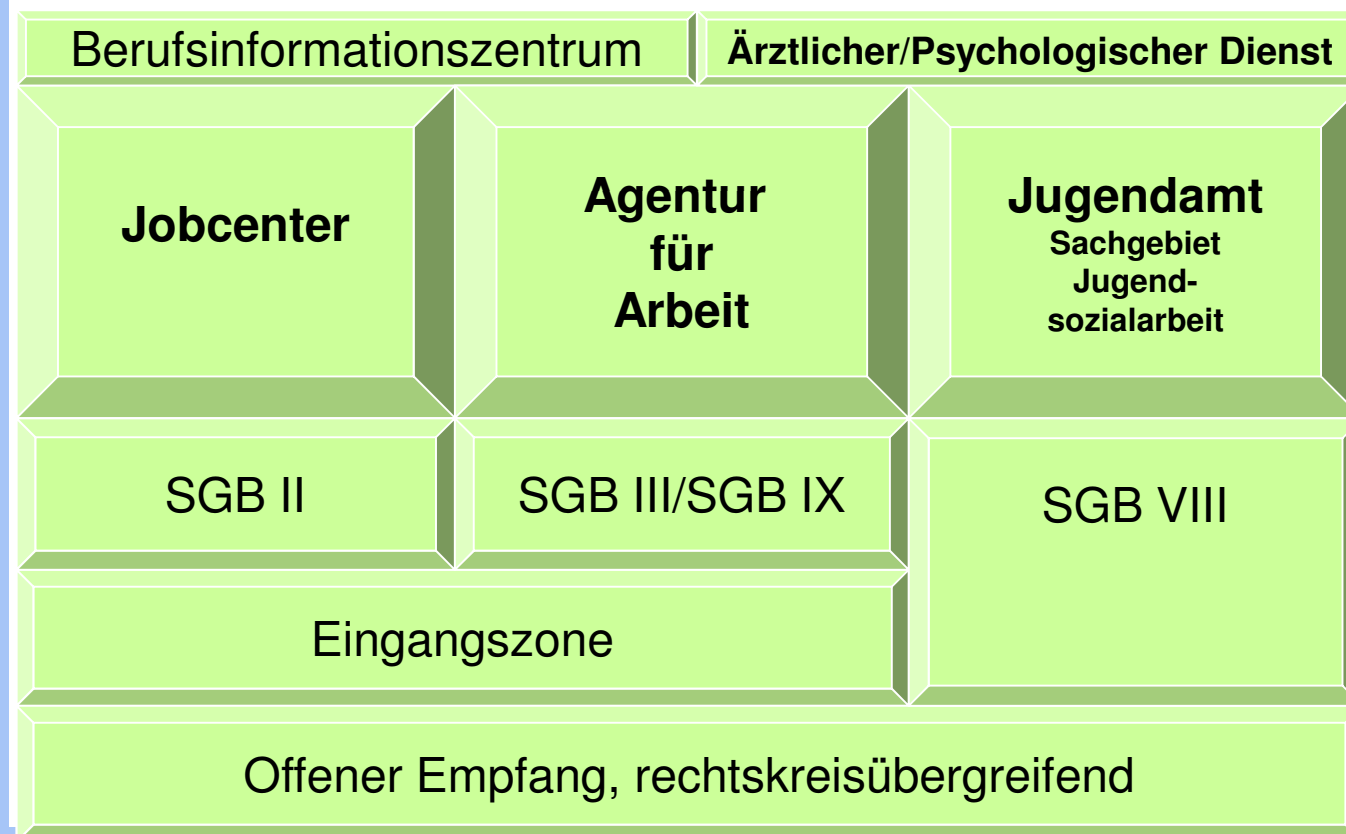 Berufsinformationszentrum
Ärztlicher/Psychologischer Dienst
Jobcenter
Agentur
für
Arbeit
Jugendamt
Sachgebiet
Jugend-
sozialarbeit
SGB II
SGB III/SGB IX
SGB VIII
Eingangszone
Offener Empfang, rechtskreisübergreifend